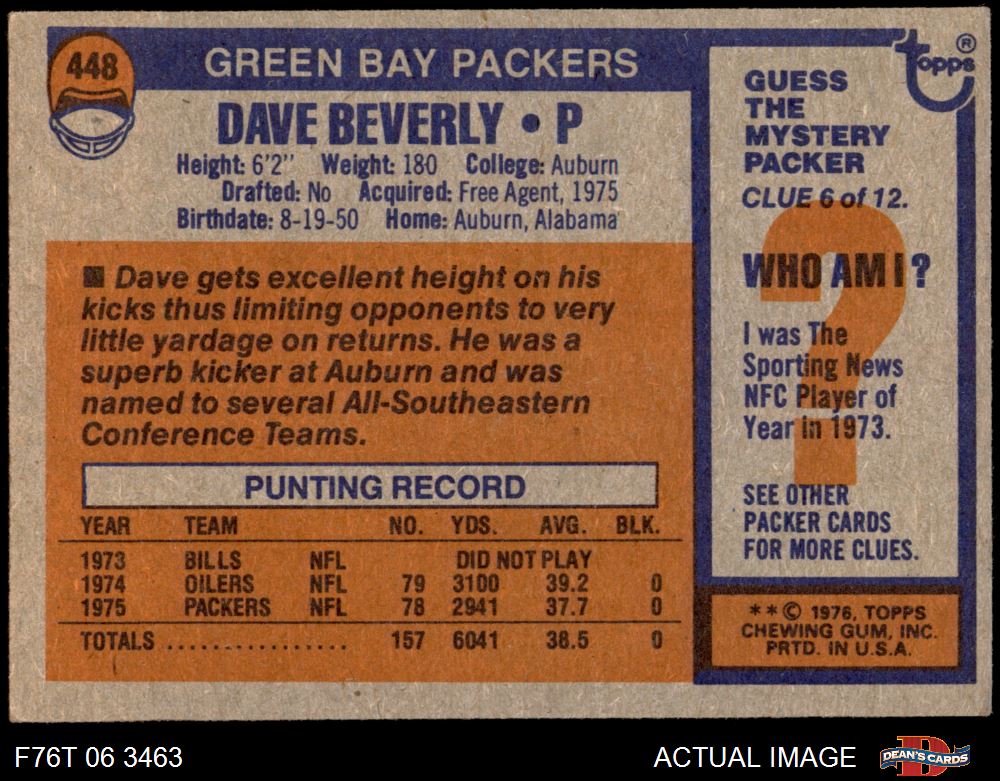 448
GREEN BAY PACKERS
DAVE BEVERLY • P
Height: 6'2" Weight: 180 College: Auburn
Drafted: No Acquired: Free Agent, 1975
Birthdate: 8-19-50 Home: Auburn, Alabama
■ Dave gets excellent height on his
kicks thus limiting opponents to very
little yardage on returns. He was a
superb kicker at Auburn and was
named to several All-Southeastern
Conference Teams.
PUNTING RECORD
YEAR TEAM NO. YDS. AVG. BLK.
1973 BILLS NFL DID NOT PLAY
1974 OILERS NFL 79 3100 39.2 0
1975 PACKERS NFL 78 2941 37.7 0
TOTALS ................ 157 6041 38.5 0
topps ®
GUESS
THE
MYSTERY
PACKER
CLUE 6 of 12.
?
WHO AM I?
I was The
Sporting News
NFC Player of
Year in 1973.
SEE OTHER
PACKER CARDS
FOR MORE CLUES.
**© 1976, TOPPS
CHEWING GUM, INC.
PRTD. IN U.S.A.
F76T 06 3463
ACTUAL IMAGE
D
DEAN'S CARDS